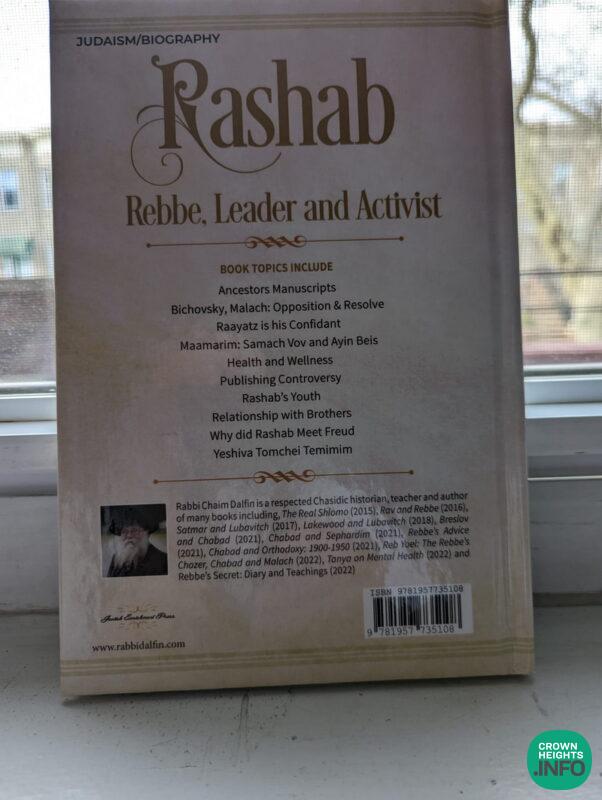 JUDAISM/BIOGRAPHY
Rashab
Rebbe, Leader and Activist
BOOK TOPICS INCLUDE
Ancestors Manuscripts
Bichovsky, Malach: Opposition & Resolve
Raayatz is his Confidant
Maamarim: Samach Vov and Ayin Beis
Health and Wellness
Publishing Controversy
Rashab's Youth
Relationship with Brothers
Why did Rashab Meet Freud
Yeshiva Tomchei Temimim
Rabbi Chaim Dalfin is a respected Chasidic historian, teacher and author
of many books including, The Real Shlomo (2015), Rav and Rebbe (2016),
Satmar and Lubavitch (2017), Lakewood and Lubavitch (2018), Breslov
and Chabad (2021), Chabad and Sephardim (2021), Rebbe's Advice
(2021), Chabad and Orthodoxy: 1900-1950 (2021), Reb Yoel: The Rebbe's
Chozer, Chabad and Malach (2022), Tanya on Mental Health (2022) and
Rebbe's Secret: Diary and Teachings (2022)
Jewish Enrichment Press
www.rabbidalfin.com
ISBN 9781957735108
9 781957 735108
CROWN
HEIGHTS
.INFO